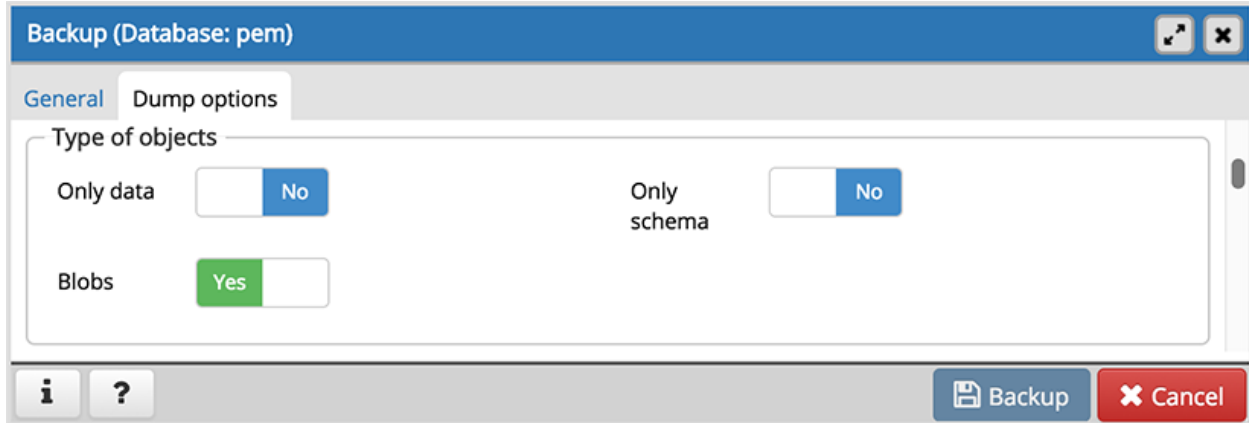 Backup (Database: pem)
General Dump options
Type of objects
Only data No Only schema No
Blobs Yes
i ? Backup Cancel